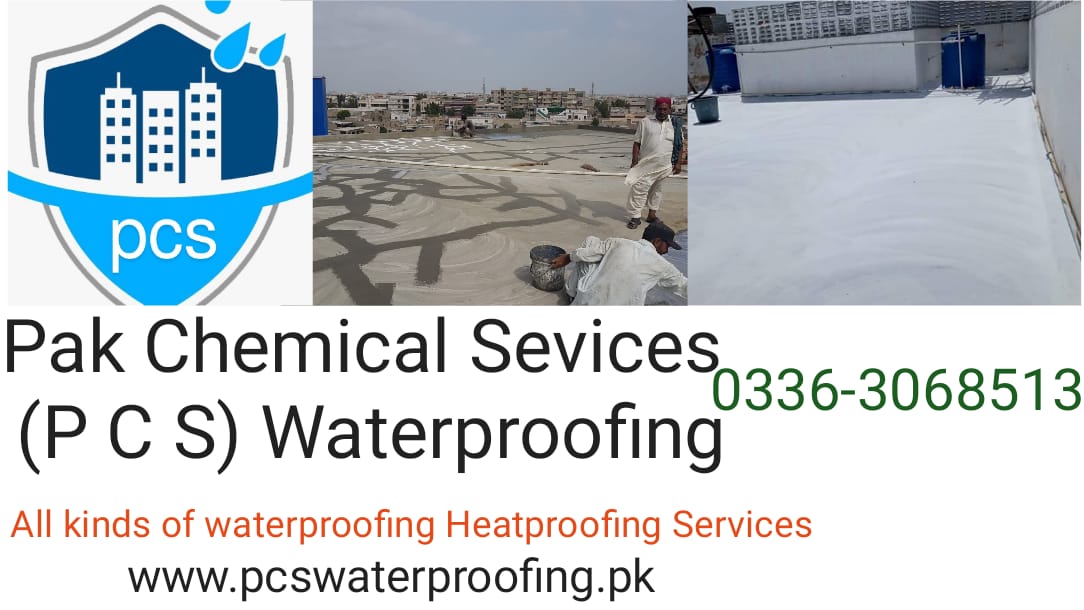 pcs
Pak Chemical Sevices
(P C S) Waterproofing
0336-3068513
All kinds of waterproofing Heatproofing Services
www.pcswaterproofing.pk